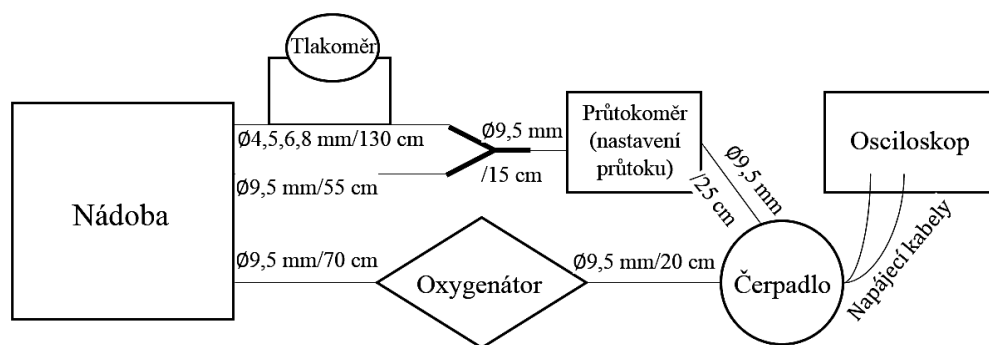 Tlakoměr
Ø4,5,6,8 mm/130 cm
Ø9,5 mm
/15 cm
Průtokoměr
(nastavení
průtoku)
Osciloskop
Ø9,5 mm
/25 cm
Ø9,5 mm/55 cm
Nádoba
Ø9,5 mm/70 cm
Oxygenátor
Ø9,5 mm/20 cm
Čerpadlo
Napájecí kabely